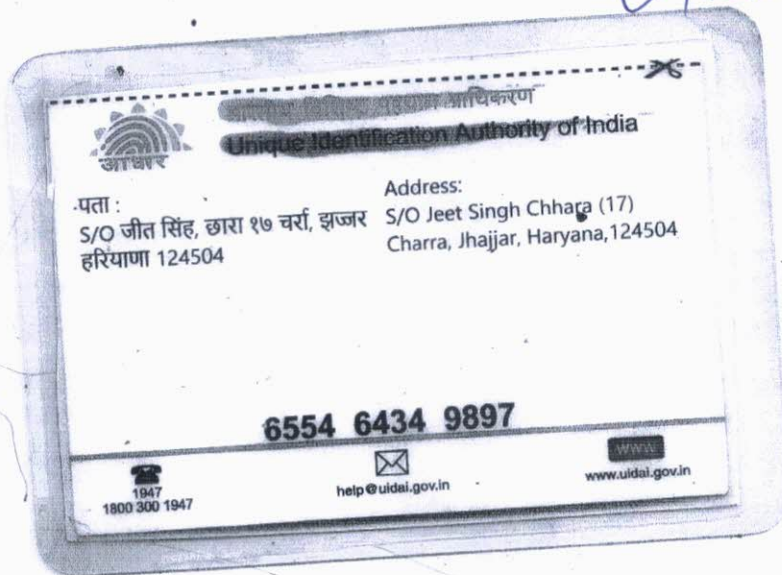 पहचान प्राधिकरण
Unique Identification Authority of India
आधार
पता :
S/O जीत सिंह, छारा १७ चर्रा, झज्जर
हरियाणा 124504
Address:
S/O Jeet Singh Chhara (17)
Charra, Jhajjar, Haryana,124504
6554 6434 9897
1947
1800 300 1947
help@uidai.gov.in
www
www.uidai.gov.in